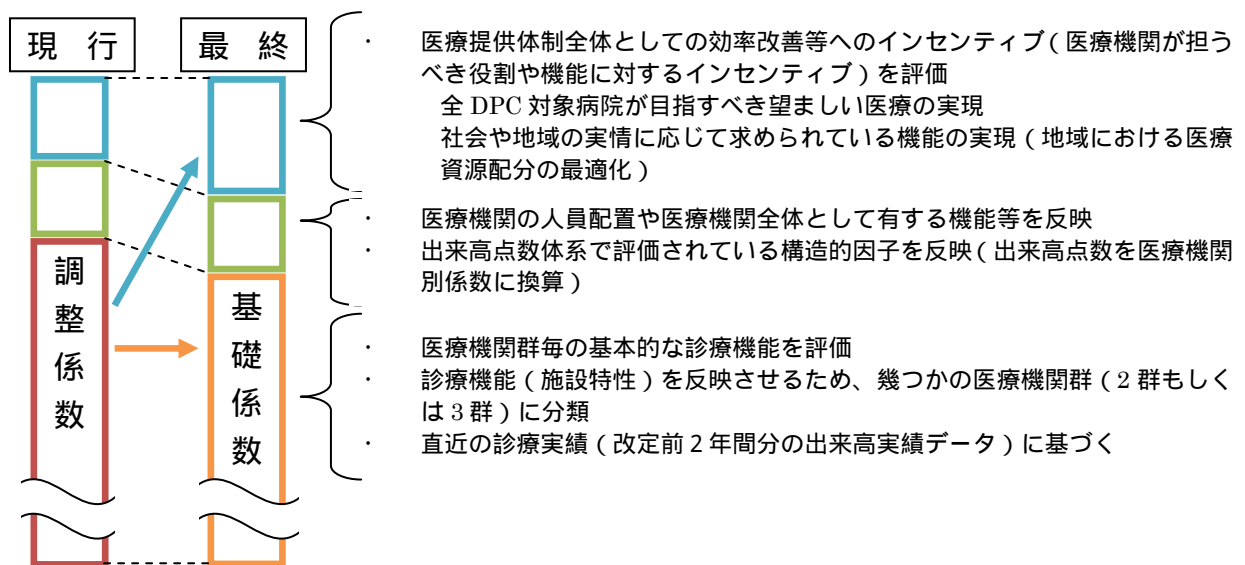 現 行
最 終
調整係数
基礎係数
・ 医療提供体制全体としての効率改善等へのインセンティブ(医療機関が担う
べき役割や機能に対するインセンティブ)を評価
全 DPC 対象病院が目指すべき望ましい医療の実現
社会や地域の実情に応じて求められている機能の実現(地域における医療
資源配分の最適化)
・ 医療機関の人員配置や医療機関全体として有する機能等を反映
・ 出来高点数体系で評価されている構造的因子を反映(出来高点数を医療機関
別係数に換算)
・ 医療機関群毎の基本的な診療機能を評価
・ 診療機能(施設特性)を反映させるため、幾つかの医療機関群(2 群もしく
は 3 群)に分類
・ 直近の診療実績(改定前2年間分の出来高実績データ)に基づく